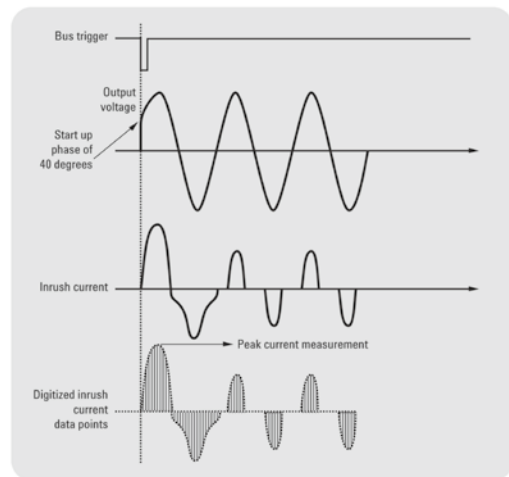 Bus trigger
Output
voltage
Start up
phase of
40 degrees
Inrush current
Peak current measurement
Digitized inrush
current
data points